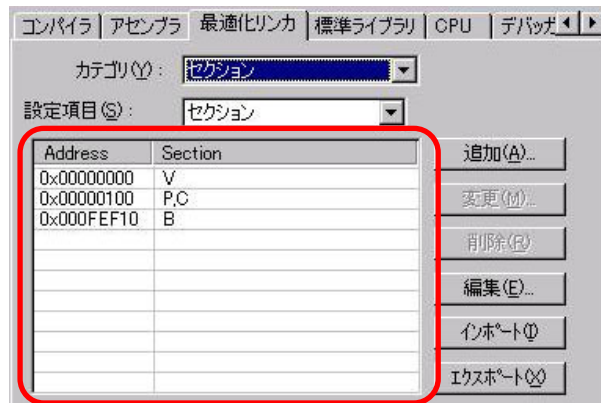 コンパイラ アセンブラ 最適化リンカ 標準ライブラリ CPU デバッガ
カテゴリ(Y): セクション
設定項目(S): セクション
Address Section
0x00000000 V
0x00000100 P,C
0x000FEF10 B
追加(A)...
変更(M)...
削除(R)
編集(E)...
インポート(I)
エクスポート(X)